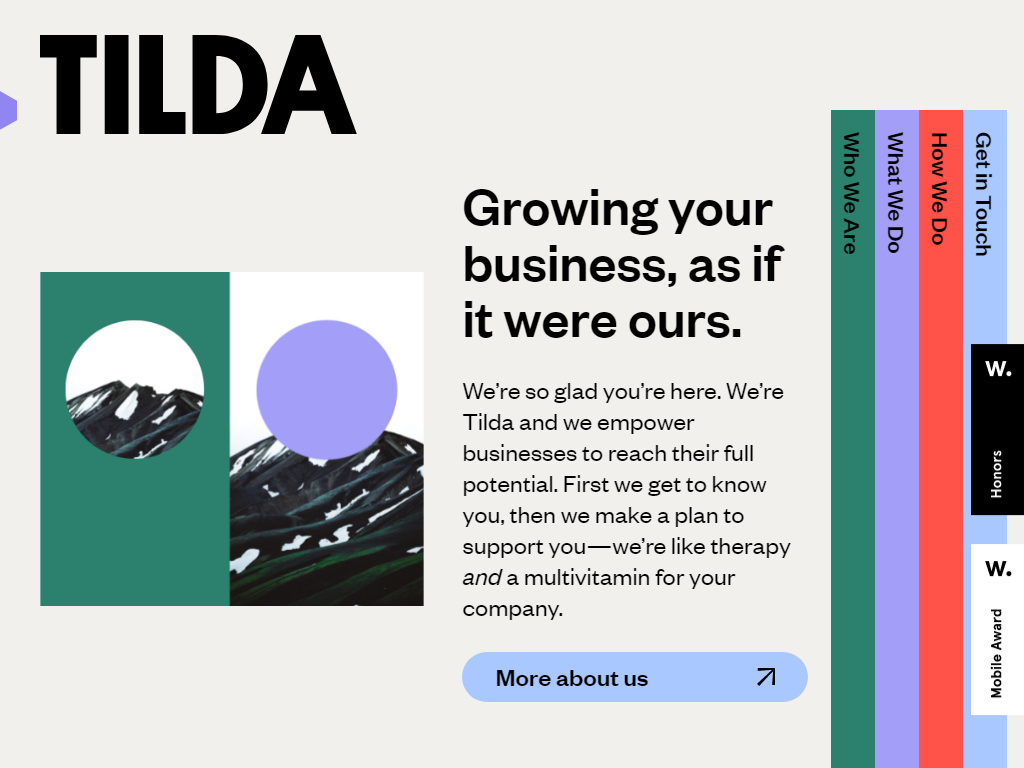 TILDA
Growing your
business, as if
it were ours.
We’re so glad you’re here. We’re
Tilda and we empower
businesses to reach their full
potential. First we get to know
you, then we make a plan to
support you—we’re like therapy
and a multivitamin for your
company.
More about us
Who We Are
What We Do
How We Do
Get in Touch
W.
Honors
W.
Mobile Award